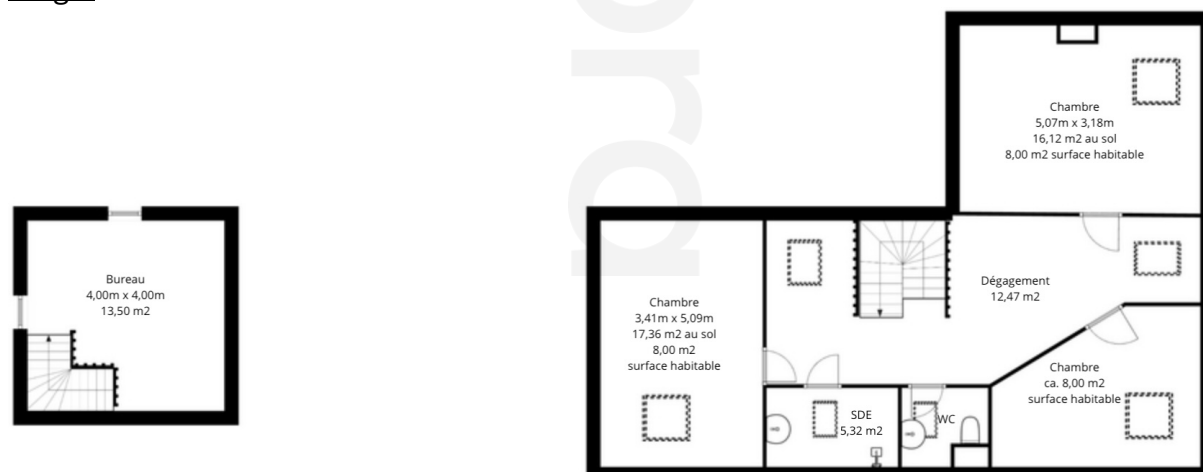 Bureau
4,00m x 4,00m
13,50 m2
Chambre
3,41m x 5,09m
17,36 m2 au sol
8,00 m2
surface habitable
Chambre
5,07m x 3,18m
16,12 m2 au sol
8,00 m2 surface habitable
Dégagement
12,47 m2
Chambre
ca. 8,00 m2
surface habitable
SDE
5,32 m2
WC